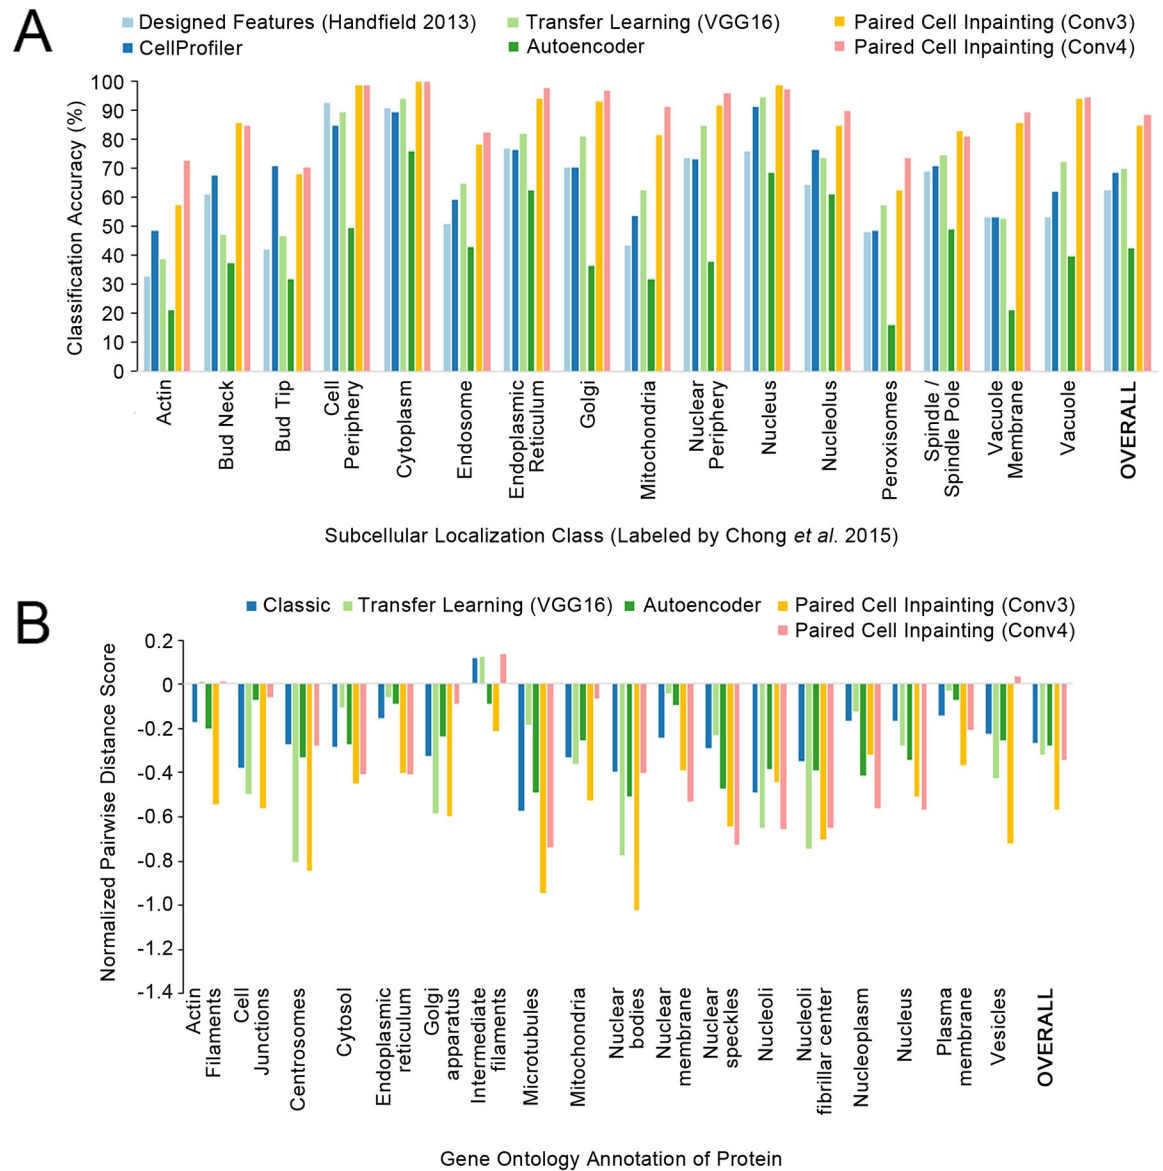 A
Designed Features (Handfield 2013)
Transfer Learning (VGG16)
Paired Cell Inpainting (Conv3)
CellProfiler
Autoencoder
Paired Cell Inpainting (Conv4)
Classification Accuracy (%)
100
90
80
70
60
50
40
30
20
10
0
Actin
Bud Neck
Bud Tip
Cell
Periphery
Cytoplasm
Endosome
Endoplasmic
Reticulum
Golgi
Mitochondria
Nuclear
Periphery
Nucleus
Nucleolus
Peroxisomes
Spindle /
Spindle Pole
Vacuole
Membrane
Vacuole
OVERALL
Subcellular Localization Class (Labeled by Chong et al. 2015)
B
Classic
Transfer Learning (VGG16)
Autoencoder
Paired Cell Inpainting (Conv3)
Paired Cell Inpainting (Conv4)
Normalized Pairwise Distance Score
0.2
0
-0.2
-0.4
-0.6
-0.8
-1.0
-1.2
-1.4
Actin
Filaments
Cell
Junctions
Centrosomes
Cytosol
Endoplasmic
reticulum
Golgi
apparatus
Intermediate
filaments
Microtubules
Mitochondria
Nuclear
bodies
Nuclear
membrane
Nuclear
speckles
Nucleoli
Nucleoli
fibrillar center
Nucleoplasm
Nucleus
Plasma
membrane
Vesicles
OVERALL
Gene Ontology Annotation of Protein